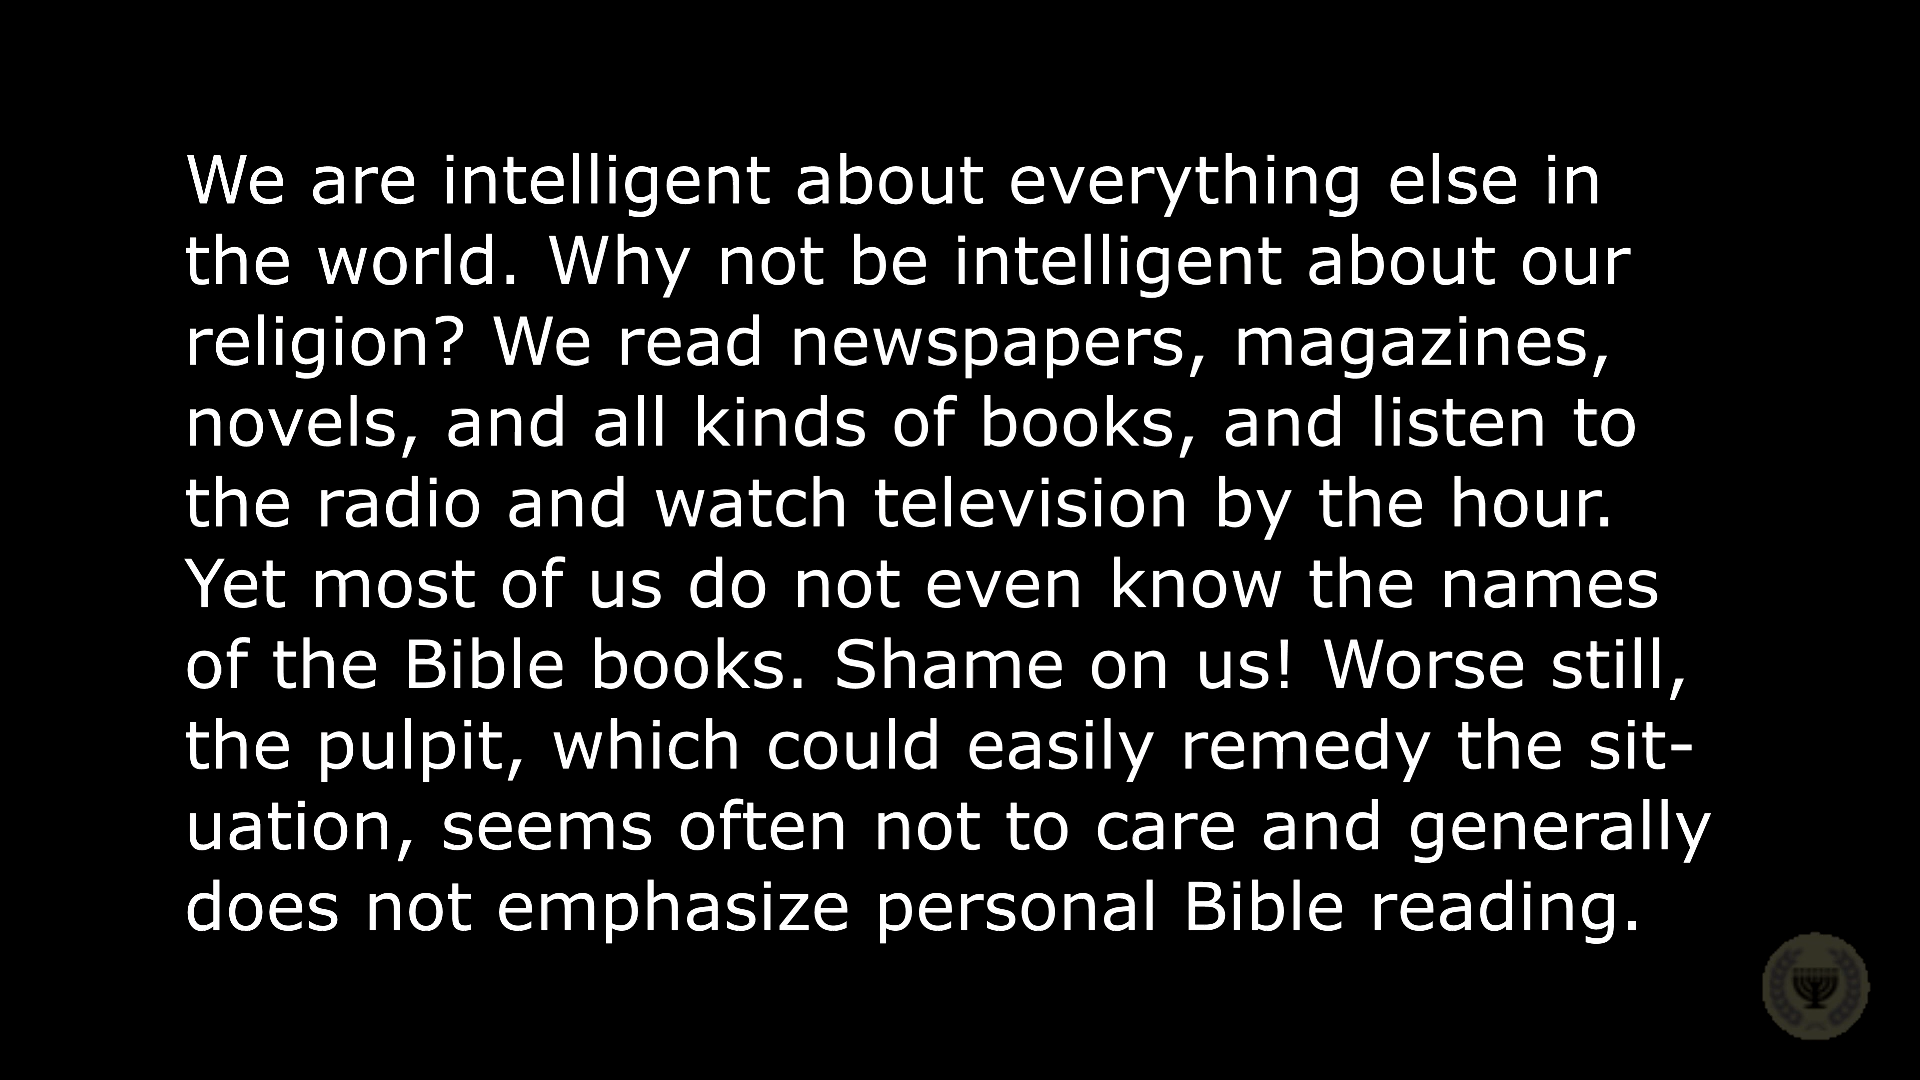 We are intelligent about everything else in
the world. Why not be intelligent about our
religion? We read newspapers, magazines,
novels, and all kinds of books, and listen to
the radio and watch television by the hour.
Yet most of us do not even know the names
of the Bible books. Shame on us! Worse still,
the pulpit, which could easily remedy the sit-
uation, seems often not to care and generally
does not emphasize personal Bible reading.